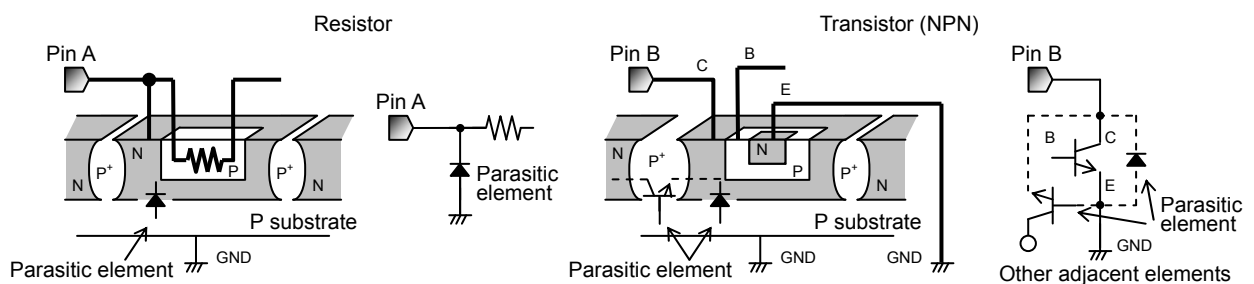 Resistor
Pin A
N
P+
N
P
P+
N
P substrate
Parasitic element
GND
Pin A
Parasitic
element
Transistor (NPN)
Pin B
C
B
E
N
P+
N
N
P
P+
N
P substrate
Parasitic element
GND
GND
Pin B
B
C
E
Parasitic
element
GND
Other adjacent elements